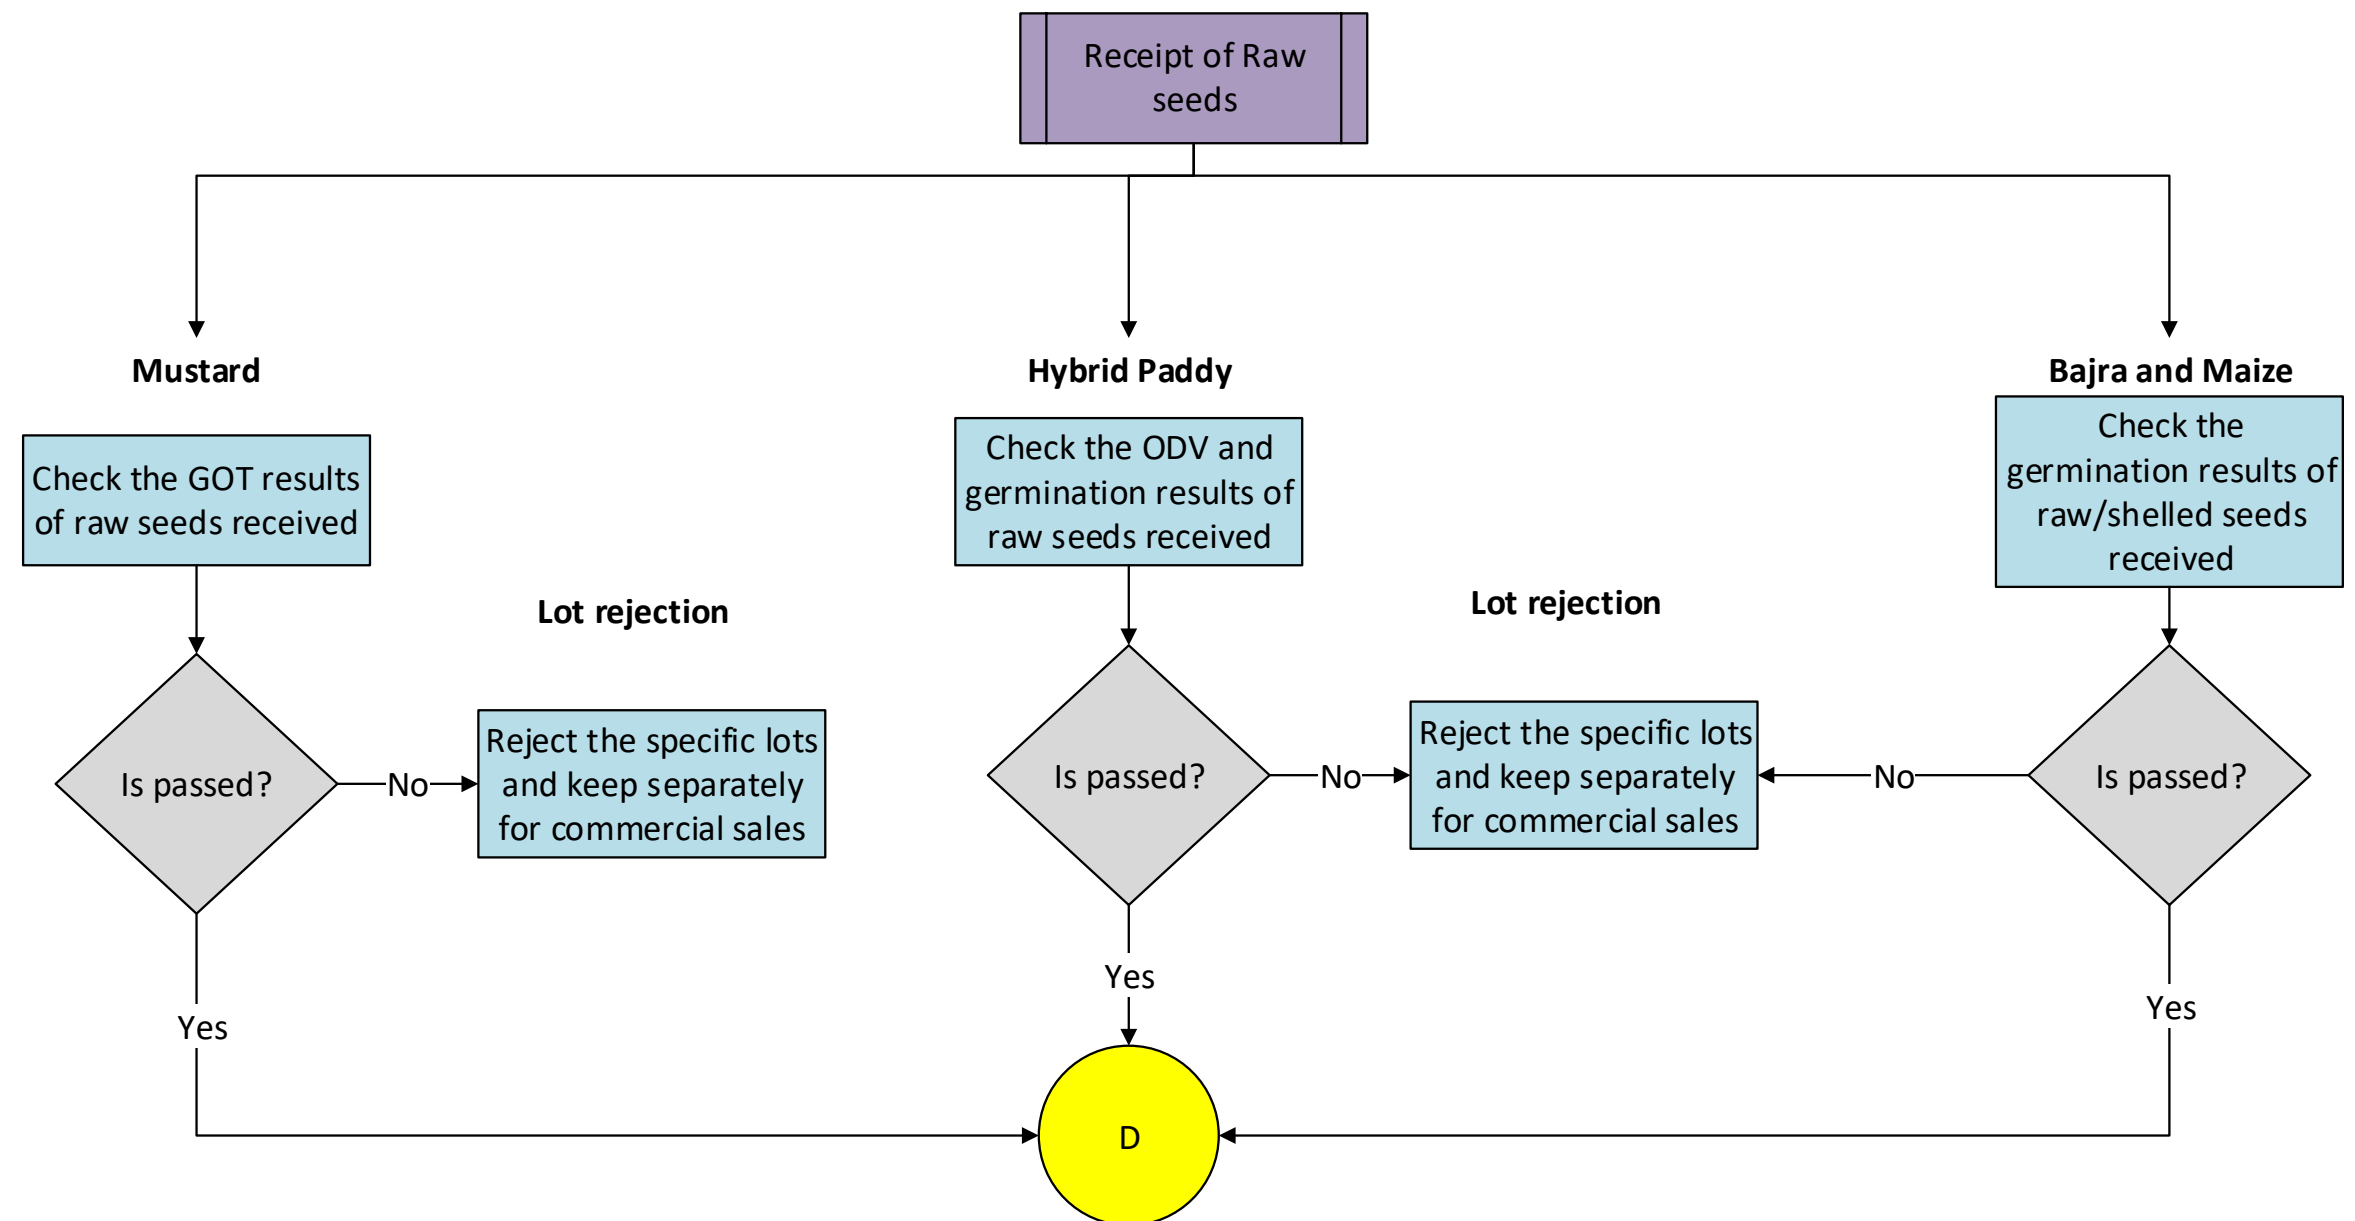 Receipt of Raw
seeds
Mustard
Hybrid Paddy
Bajra and Maize
Check the GOT results
of raw seeds received
Check the ODV and
germination results of
raw seeds received
Check the
germination results of
raw/shelled seeds
received
Lot rejection
Lot rejection
Is passed?
No
Reject the specific lots
and keep separately
for commercial sales
Is passed?
No
Reject the specific lots
and keep separately
for commercial sales
No
Is passed?
Yes
Yes
Yes
D